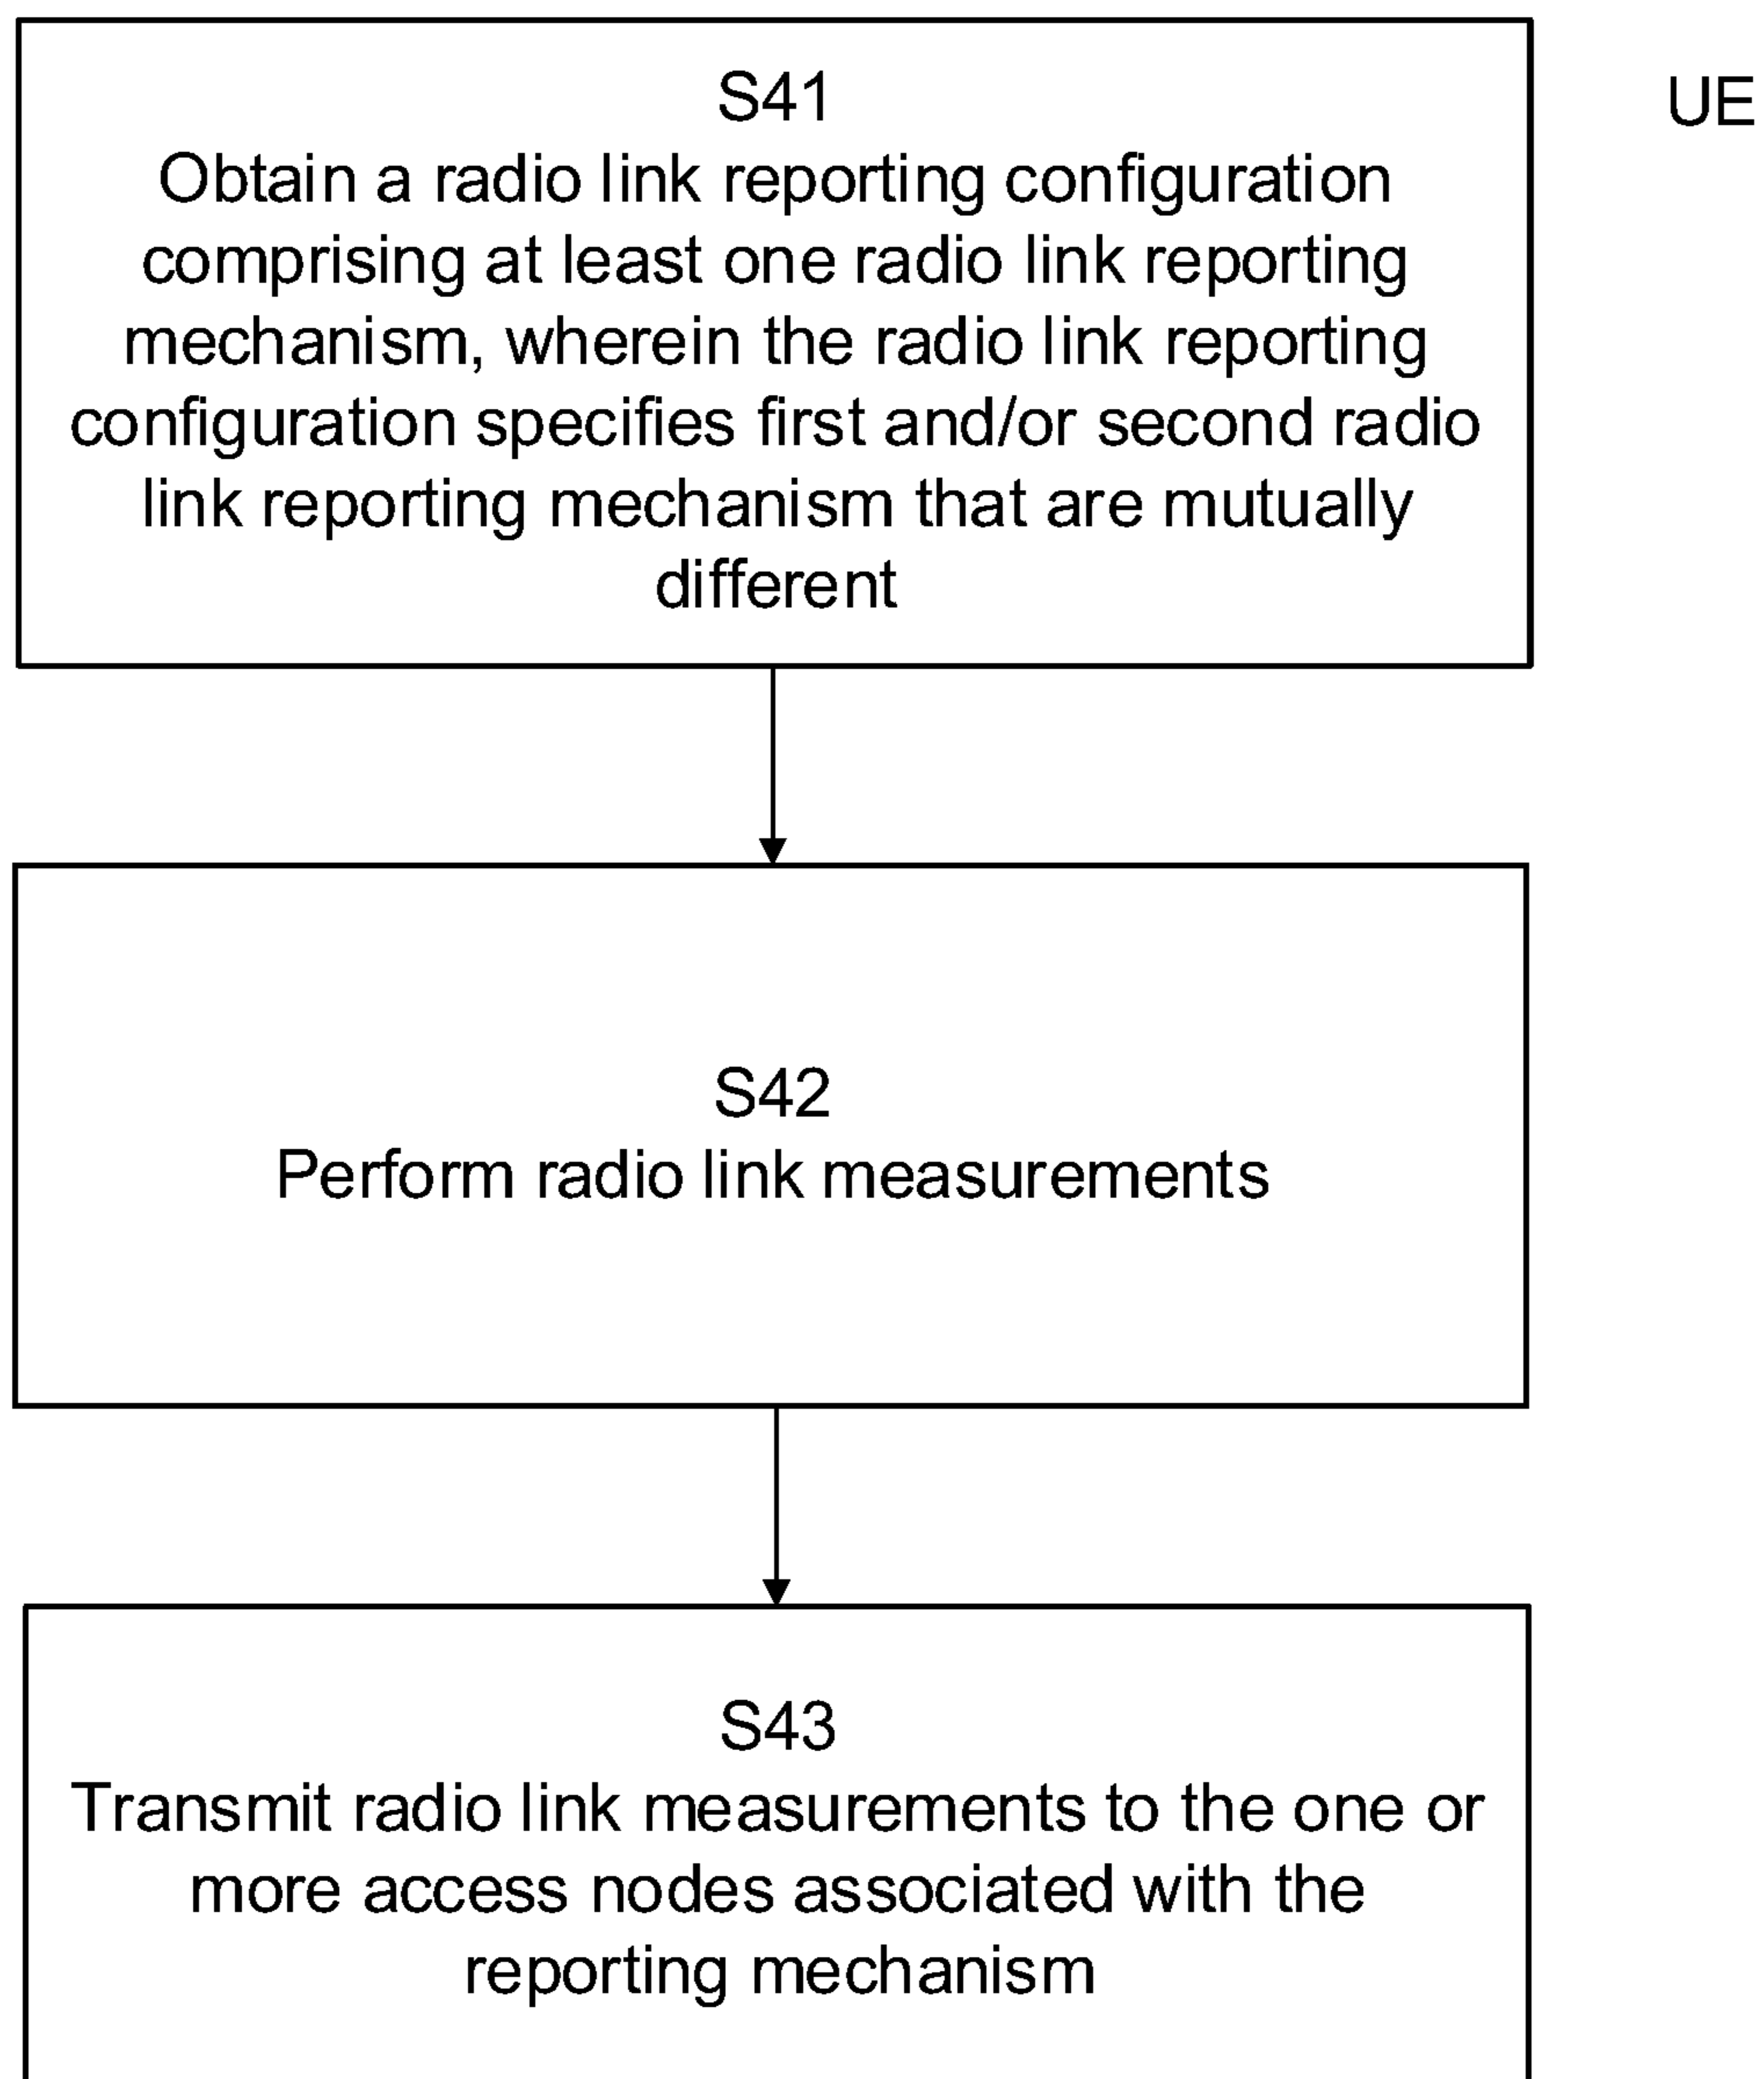 S41
UE
Obtain a radio link reporting configuration
comprising at least one radio link reporting
mechanism, wherein the radio link reporting
configuration specifies first and/or second radio
link reporting mechanism that are mutually
different
S42
Perform radio link measurements
S43
Transmit radio link measurements to the one or
more access nodes associated with the
reporting mechanism